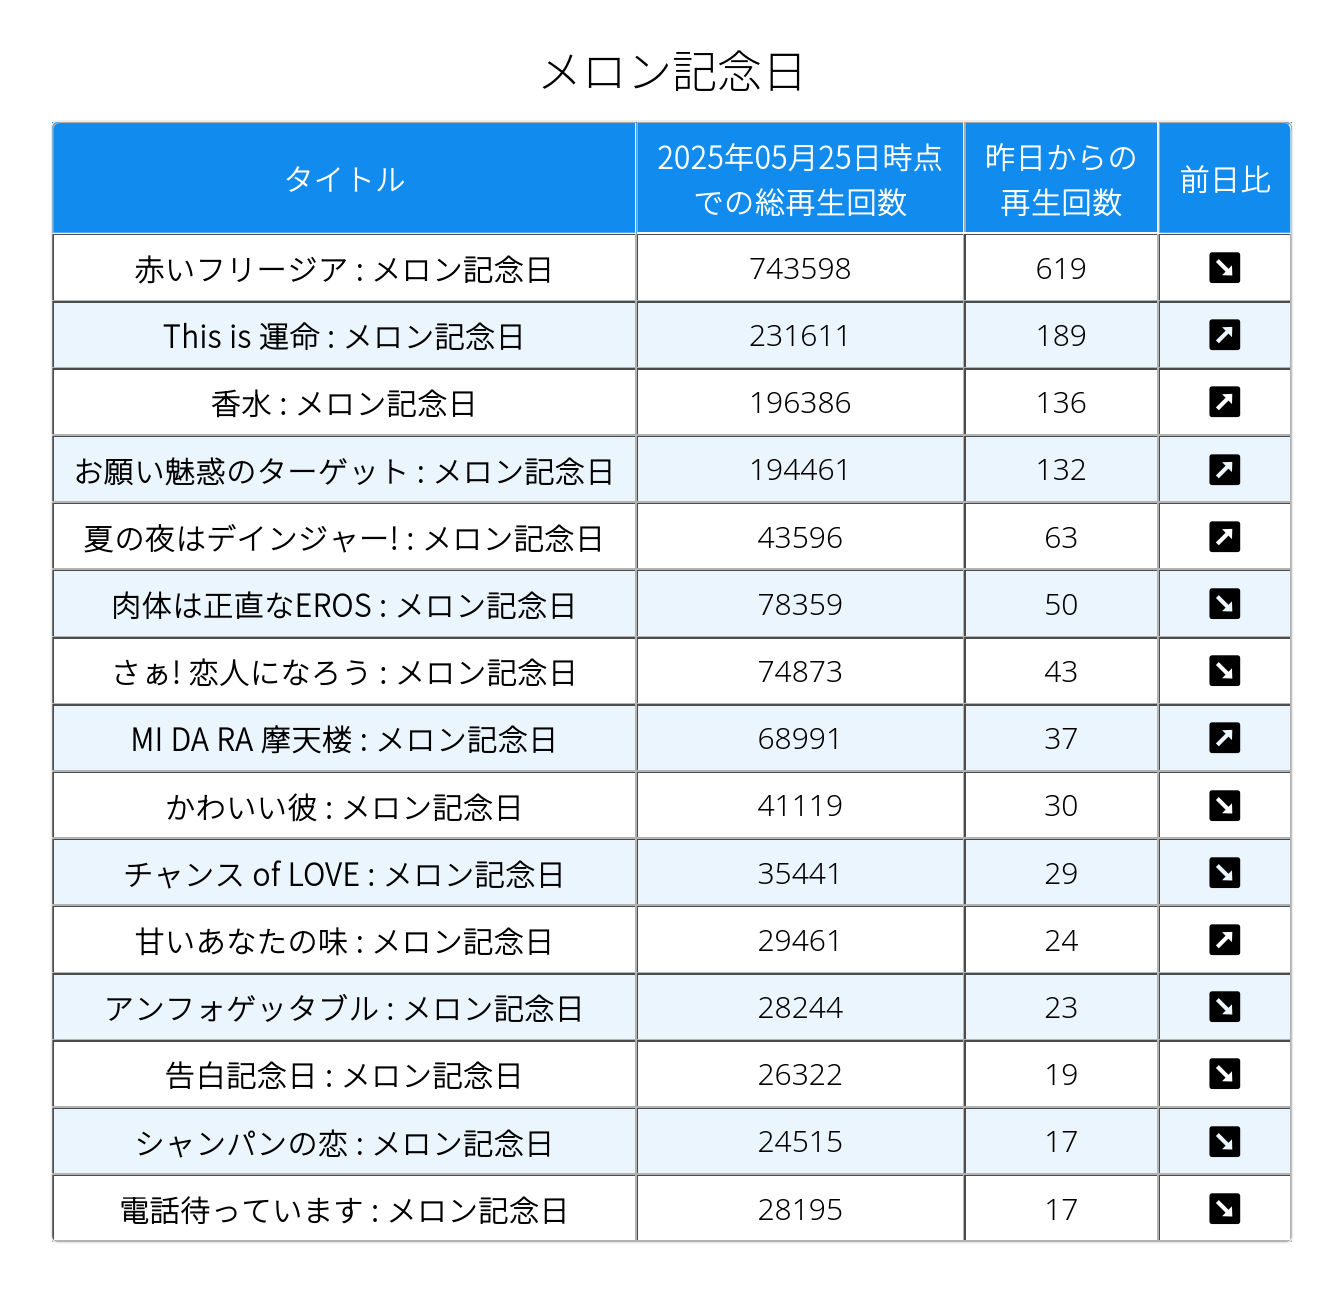 メロン記念日
タイトル 2025年05月25日時点での総再生回数 昨日からの再生回数 前日比
赤いフリージア : メロン記念日 743598 619 ↘
This is 運命 : メロン記念日 231611 189 ↗
香水 : メロン記念日 196386 136 ↗
お願い魅惑のターゲット : メロン記念日 194461 132 ↗
夏の夜はデインジャー! : メロン記念日 43596 63 ↗
肉体は正直なEROS : メロン記念日 78359 50 ↘
さぁ! 恋人になろう : メロン記念日 74873 43 ↘
MI DA RA 摩天楼 : メロン記念日 68991 37 ↗
かわいい彼 : メロン記念日 41119 30 ↘
チャンス of LOVE : メロン記念日 35441 29 ↘
甘いあなたの味 : メロン記念日 29461 24 ↗
アンフォゲッタブル : メロン記念日 28244 23 ↘
告白記念日 : メロン記念日 26322 19 ↘
シャンパンの恋 : メロン記念日 24515 17 ↘
電話待っています : メロン記念日 28195 17 ↘